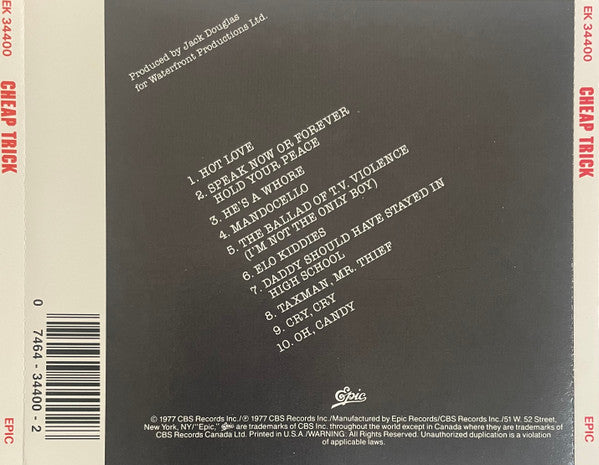 EK 34400
CHEAP TRICK
EPIC
Produced by Jack Douglas
for Waterfront Productions Ltd.
1. HOT LOVE
2. SPEAK NOW OR FOREVER
HOLD YOUR PEACE
3. HE'S A WHORE
4. MANDOCELLO
5. THE BALLAD OF T.V. VIOLENCE
(I'M NOT THE ONLY BOY)
6. ELO KIDDIES
7. DADDY SHOULD HAVE STAYED IN
HIGH SCHOOL
8. TAXMAN, MR. THIEF
9. CRY, CRY
10. OH, CANDY
0 7464-34400-2
Epic
© 1977 CBS Records Inc./℗ 1977 CBS Records Inc./Manufactured by Epic Records/CBS Records Inc./51 W. 52 Street,
New York, NY/"Epic," Epic are trademarks of CBS Inc. throughout the world except in Canada where they are trademarks of
CBS Records Canada Ltd. Printed in U.S.A./WARNING: All Rights Reserved. Unauthorized duplication is a violation
of applicable laws.
EK 34400
CHEAP TRICK
EPIC